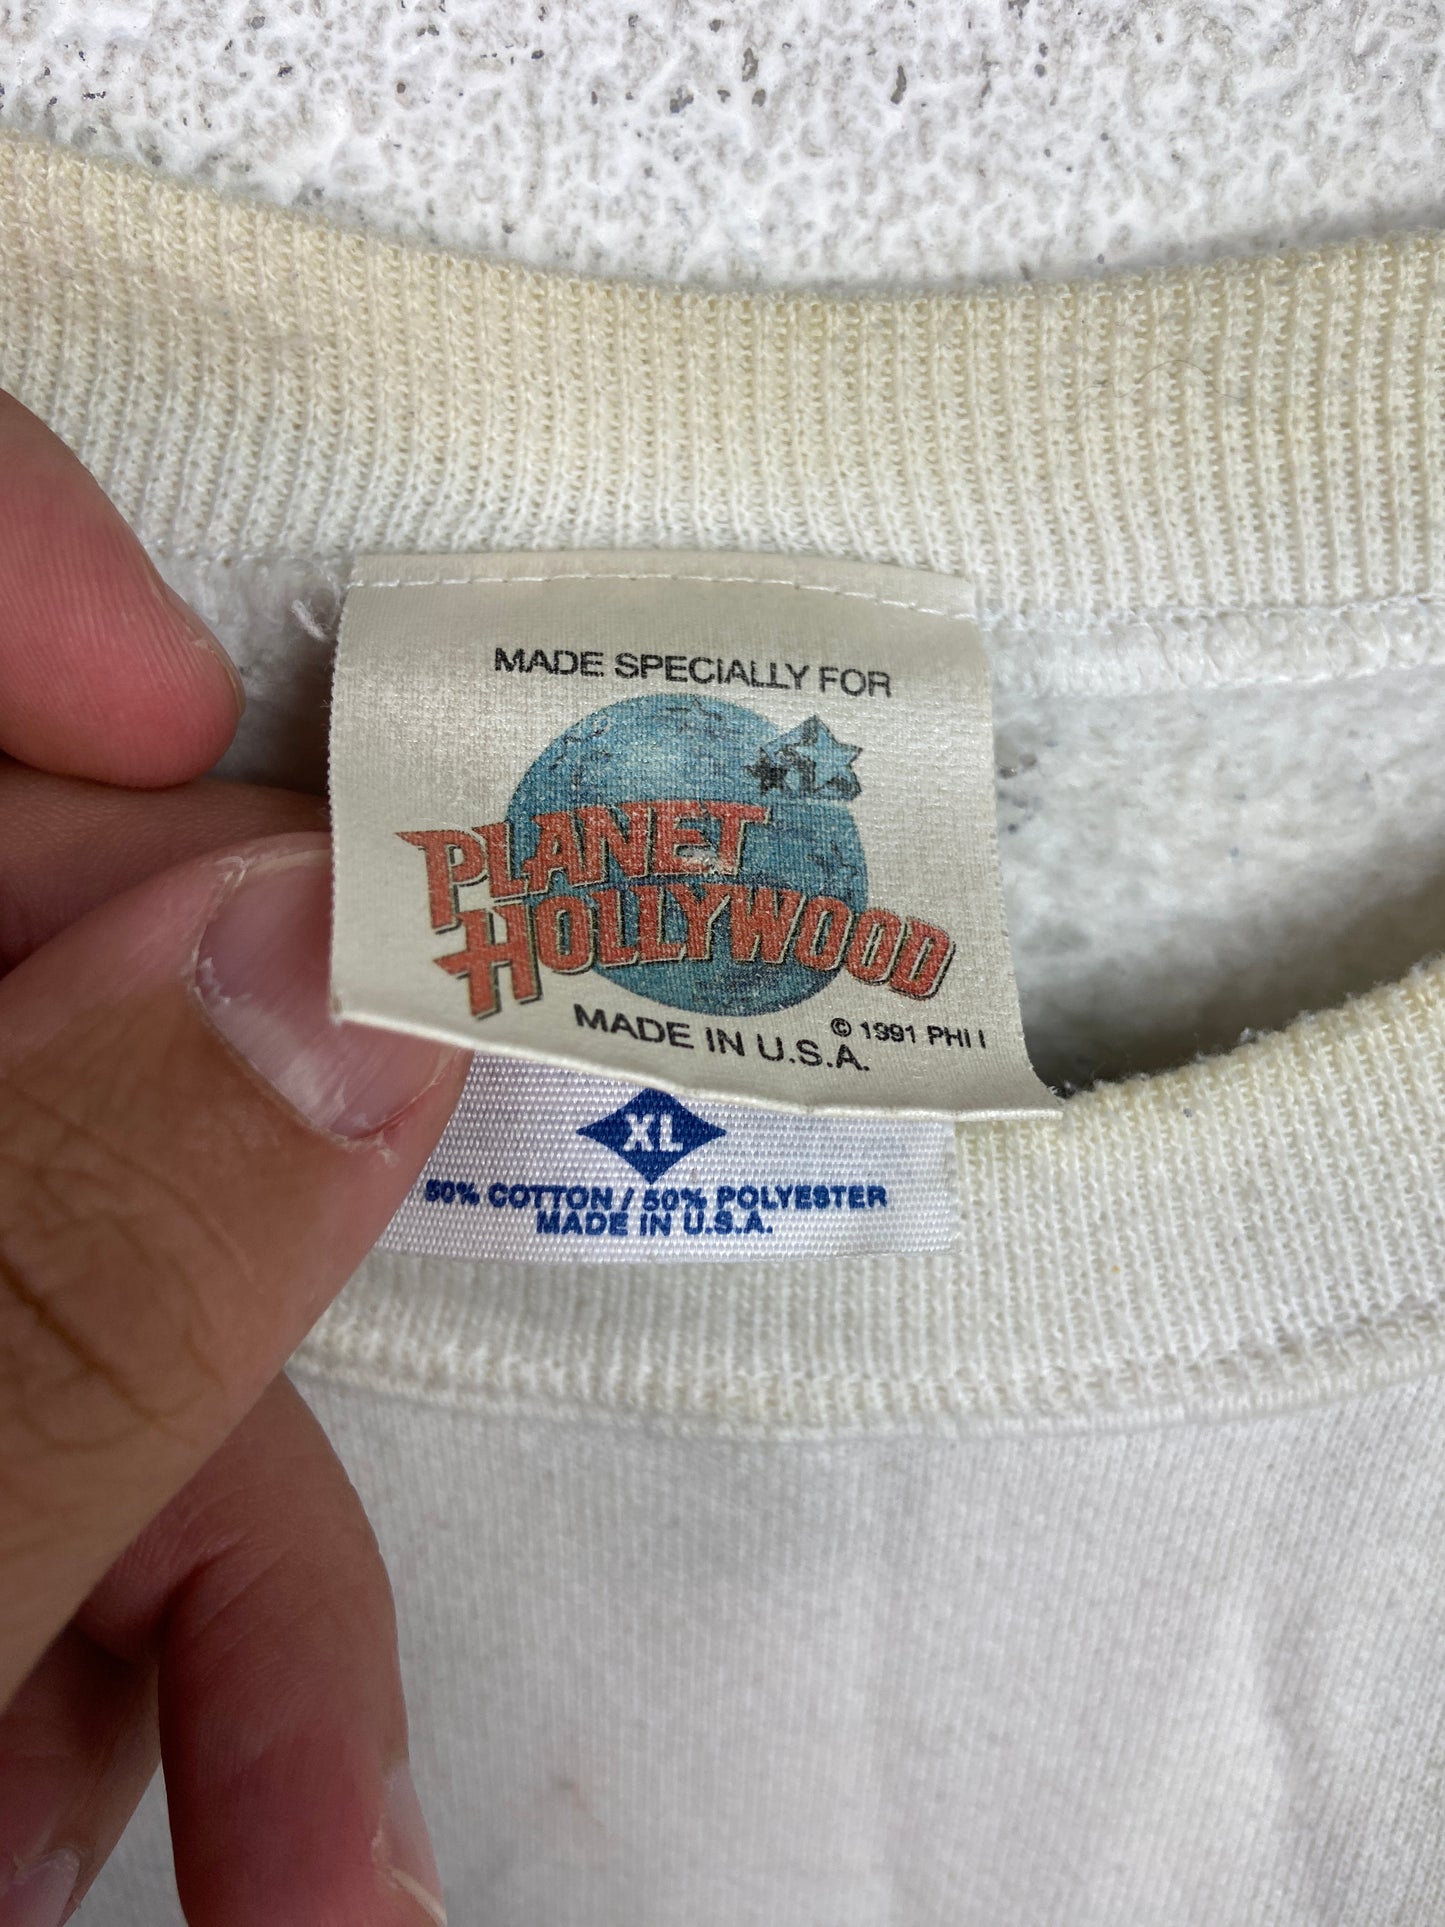 MADE SPECIALLY FOR
PLANET
HOLLYWOOD
MADE IN U.S.A.
© 1991 PHI I
XL
50% COTTON / 50% POLYESTER
MADE IN U.S.A.